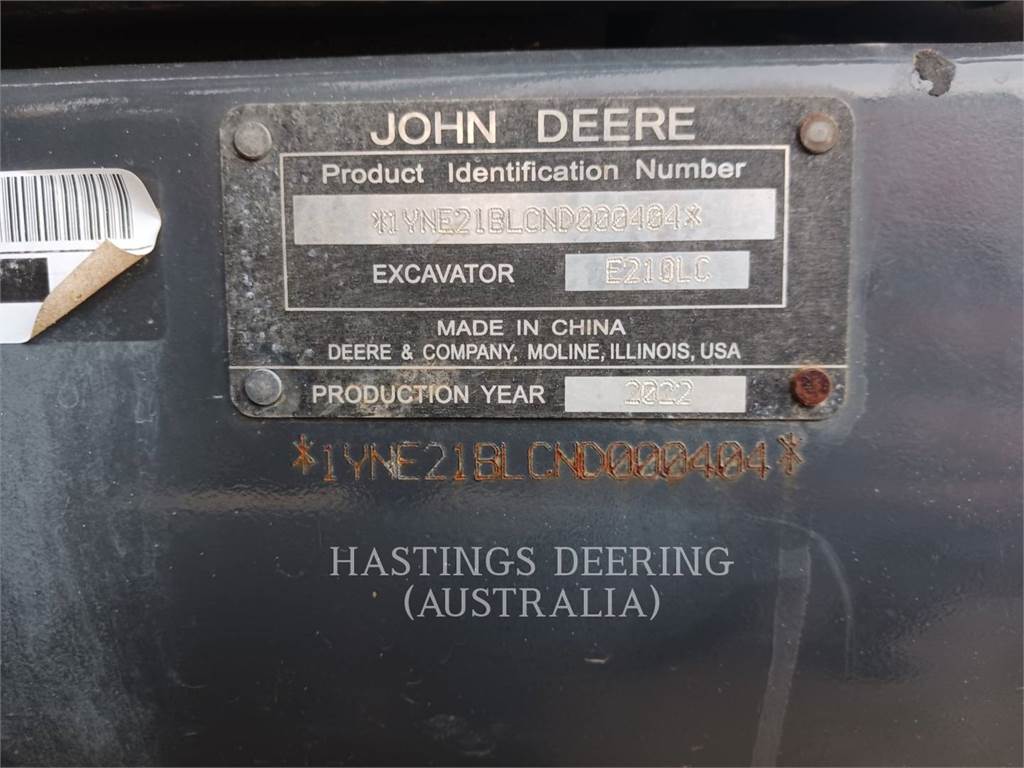 JOHN DEERE
Product Identification Number
*1YNE21BLCND000404*
EXCAVATOR E210LC
MADE IN CHINA
DEERE & COMPANY, MOLINE, ILLINOIS, USA
PRODUCTION YEAR 2022
*1YNE21BLCND000404*
HASTINGS DEERING
(AUSTRALIA)